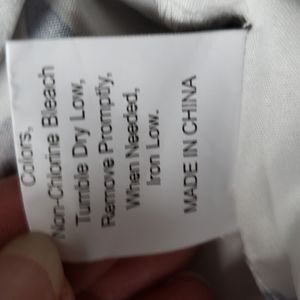 Colors,
Non-Chlorine Bleach
Tumble Dry Low,
Remove Promptly,
When Needed,
Iron Low.
MADE IN CHINA